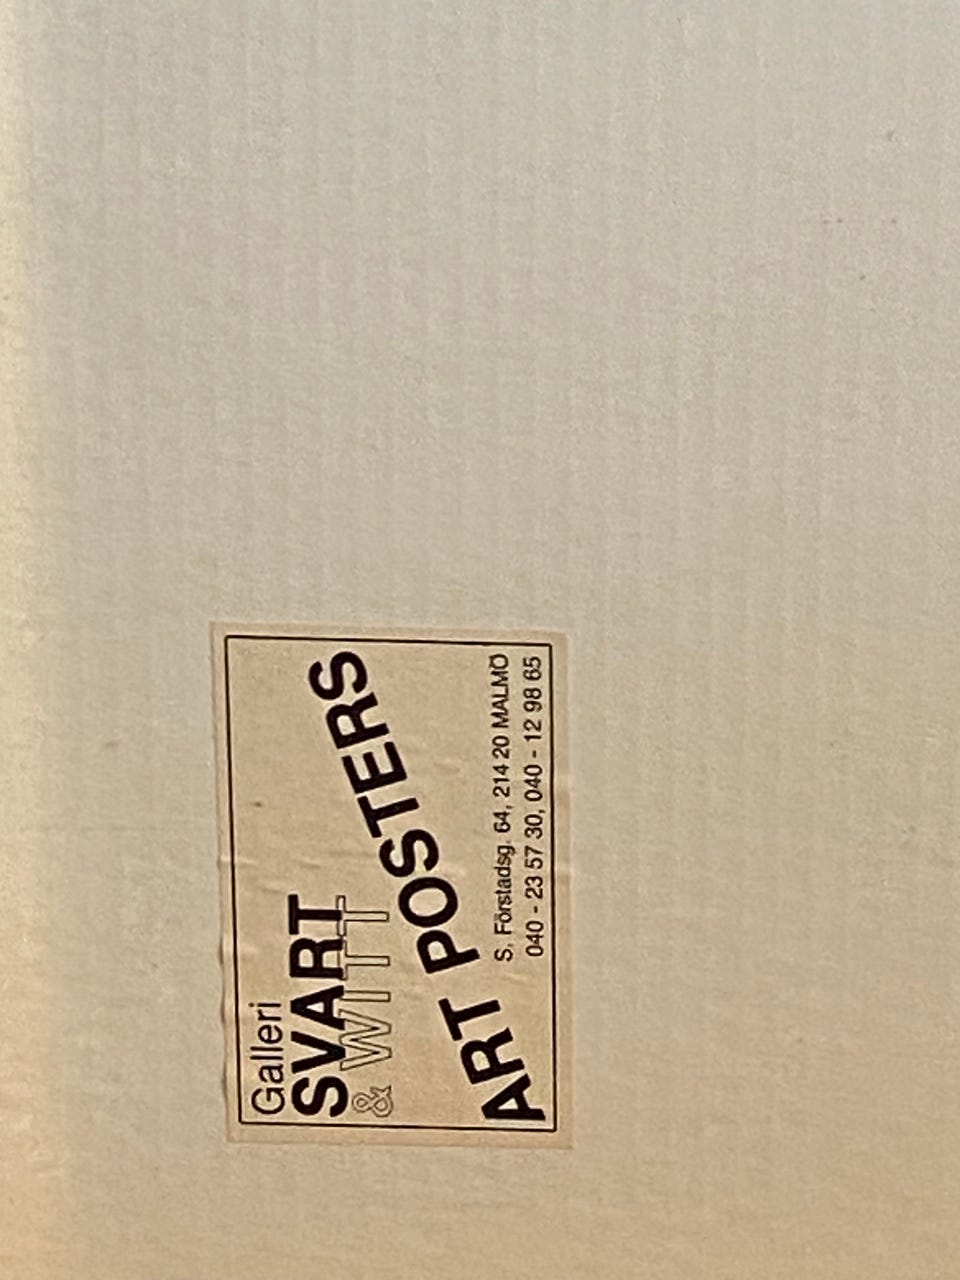 Galleri
SVART
& WITT
ART POSTERS
S. Förstadsg. 64, 214 20 MALMÖ
040 - 23 57 30, 040 - 12 98 65